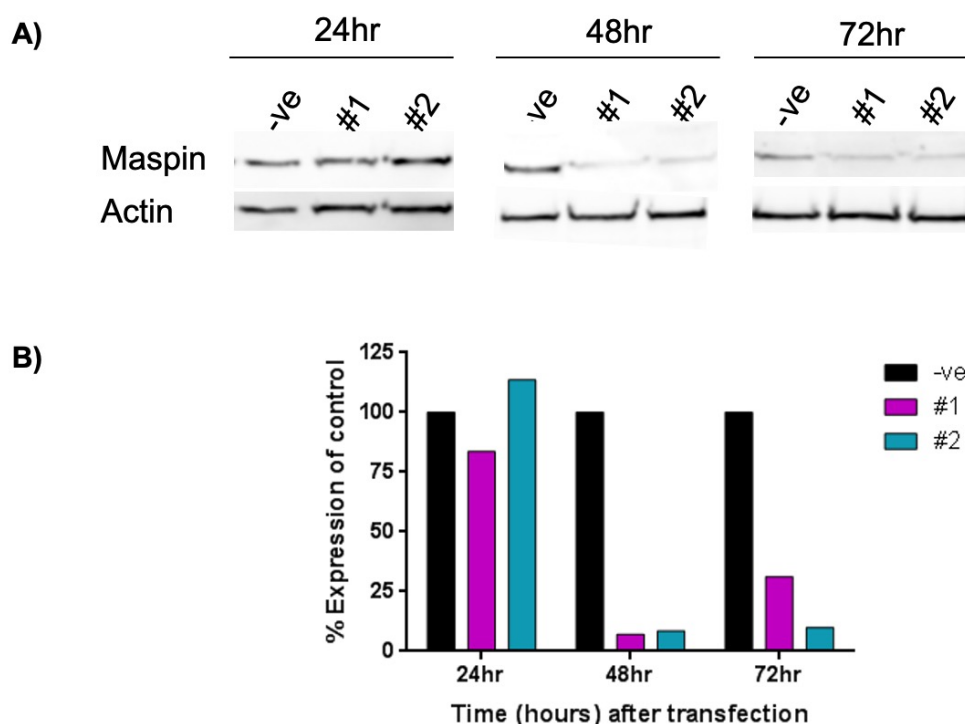 A)
24hr 48hr 72hr
-ve #1 #2 -ve #1 #2 -ve #1 #2
Maspin
Actin
B)
% Expression of control
125
100
75
50
25
0
24hr 48hr 72hr
Time (hours) after transfection
-ve
#1
#2